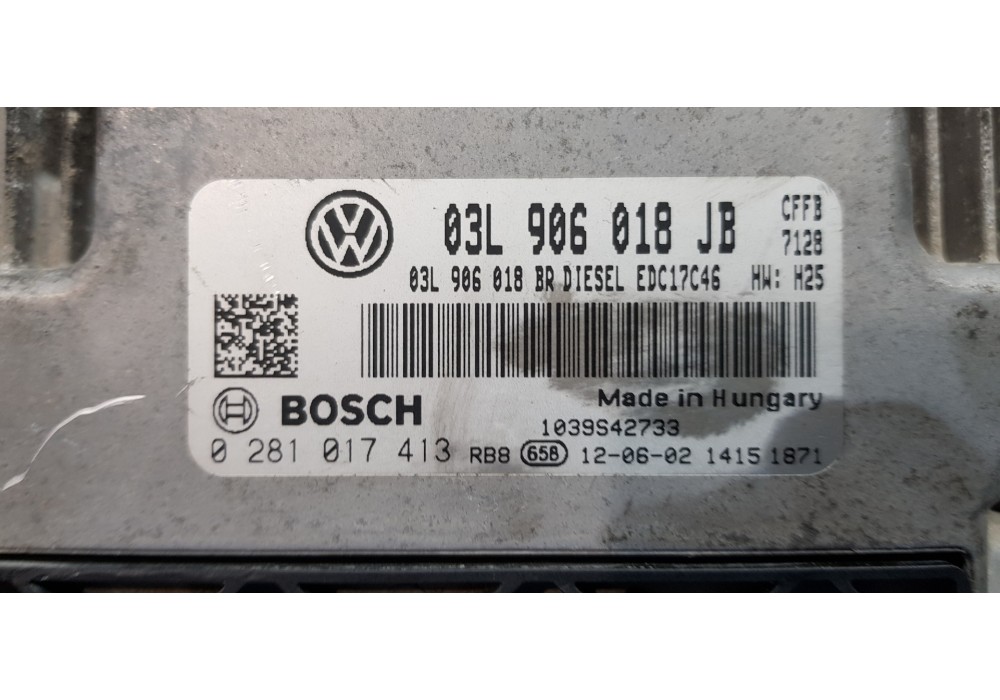 03L 906 018 JB CFFB
7128
03L 906 018 BR DIESEL EDC17C46 HW: H25
Made in Hungary
BOSCH
1039S42733
0 281 017 413 RB8 658 12-06-02 1415 1871